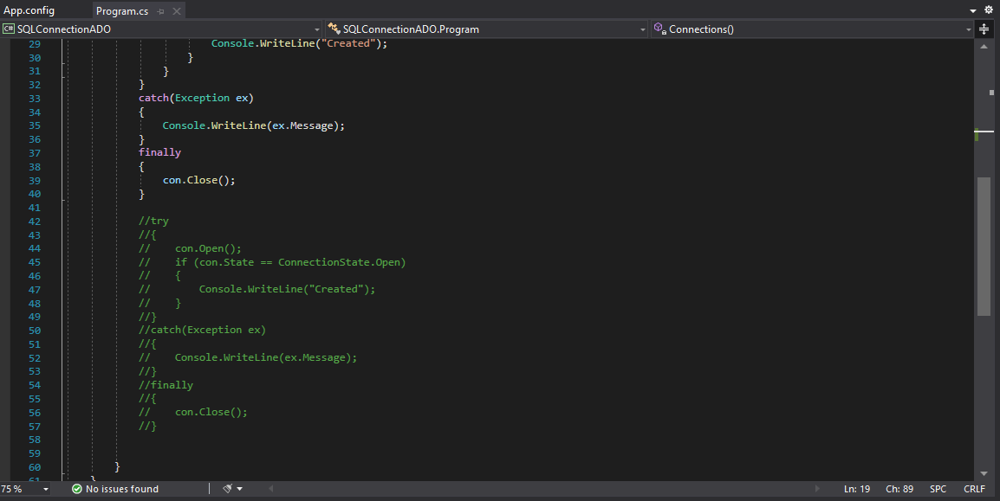 App.config
Program.cs
C# SQLConnectionADO
SQLConnectionADO.Program
Connections()
29 Console.WriteLine("Created");
30 }
31 }
32 }
33 catch(Exception ex)
34 {
35 Console.WriteLine(ex.Message);
36 }
37 finally
38 {
39 con.Close();
40 }
41
42 //try
43 //{
44 // con.Open();
45 // if (con.State == ConnectionState.Open)
46 // {
47 // Console.WriteLine("Created");
48 // }
49 //}
50 //catch(Exception ex)
51 //{
52 // Console.WriteLine(ex.Message);
53 //}
54 //finally
55 //{
56 // con.Close();
57 //}
58
59
60 }
61 }
75 %
No issues found
Ln: 19
Ch: 89
SPC
CRLF